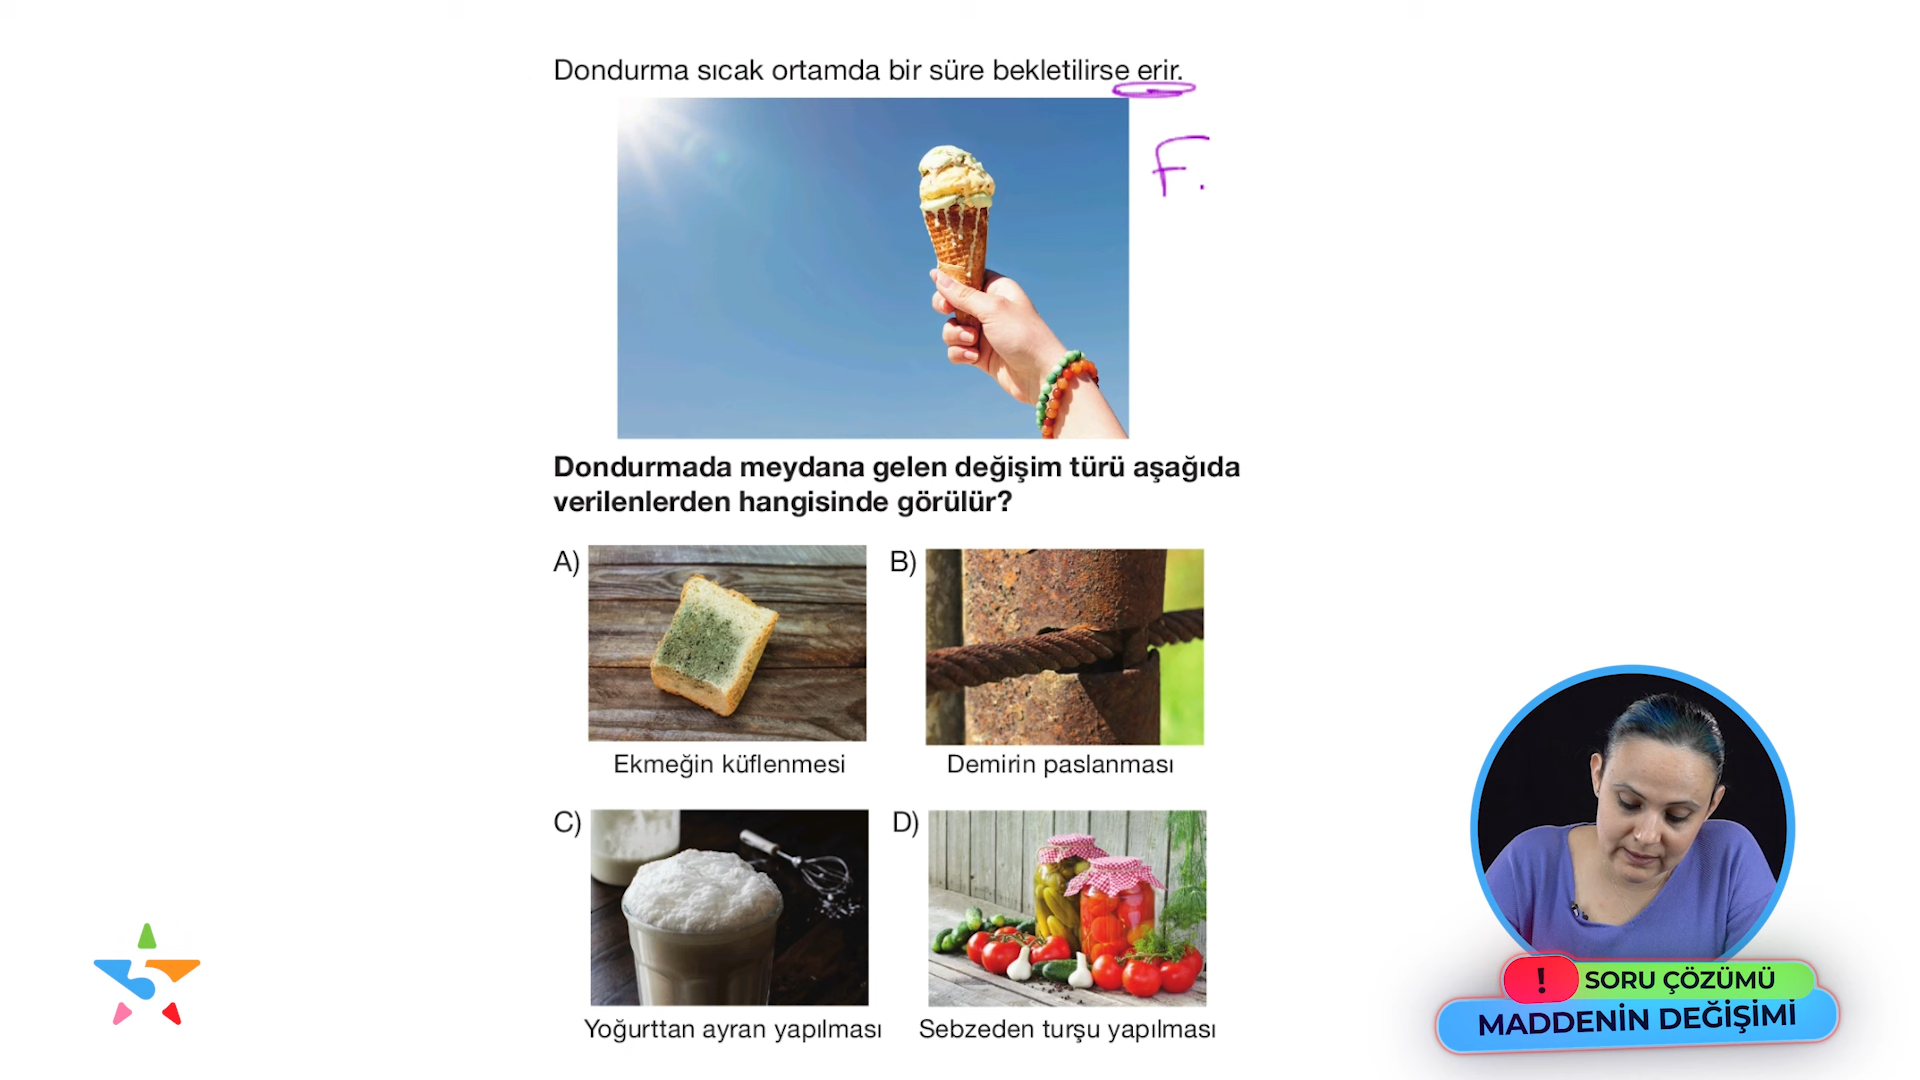 Dondurma sıcak ortamda bir süre bekletilirse erir.
F.
Dondurmada meydana gelen değişim türü aşağıda
verilenlerden hangisinde görülür?
A)
Ekmeğin küflenmesi
B)
Demirin paslanması
C)
Yoğurttan ayran yapılması
D)
Sebzeden turşu yapılması
5
! SORU ÇÖZÜMÜ
MADDENİN DEĞİŞİMİ